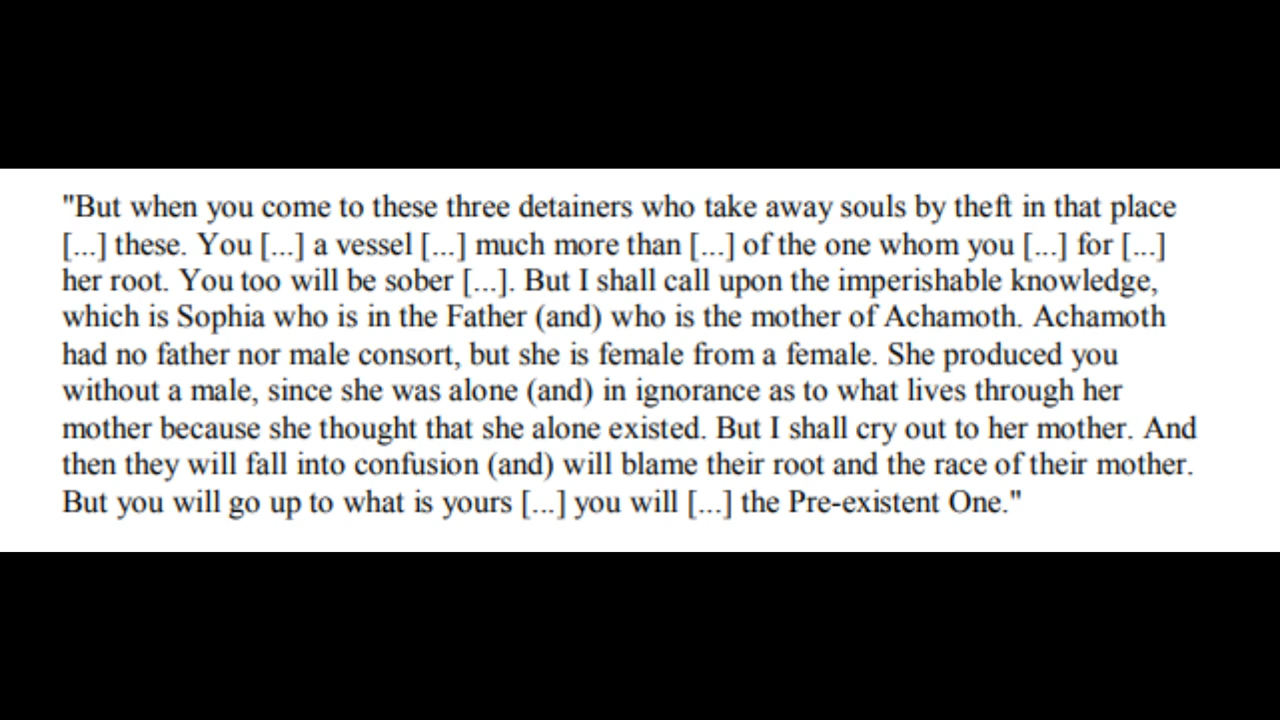 "But when you come to these three detainers who take away souls by theft in that place
[...] these. You [...] a vessel [...] much more than [...] of the one whom you [...] for [...]
her root. You too will be sober [...]. But I shall call upon the imperishable knowledge,
which is Sophia who is in the Father (and) who is the mother of Achamoth. Achamoth
had no father nor male consort, but she is female from a female. She produced you
without a male, since she was alone (and) in ignorance as to what lives through her
mother because she thought that she alone existed. But I shall cry out to her mother. And
then they will fall into confusion (and) will blame their root and the race of their mother.
But you will go up to what is yours [...] you will [...] the Pre-existent One."